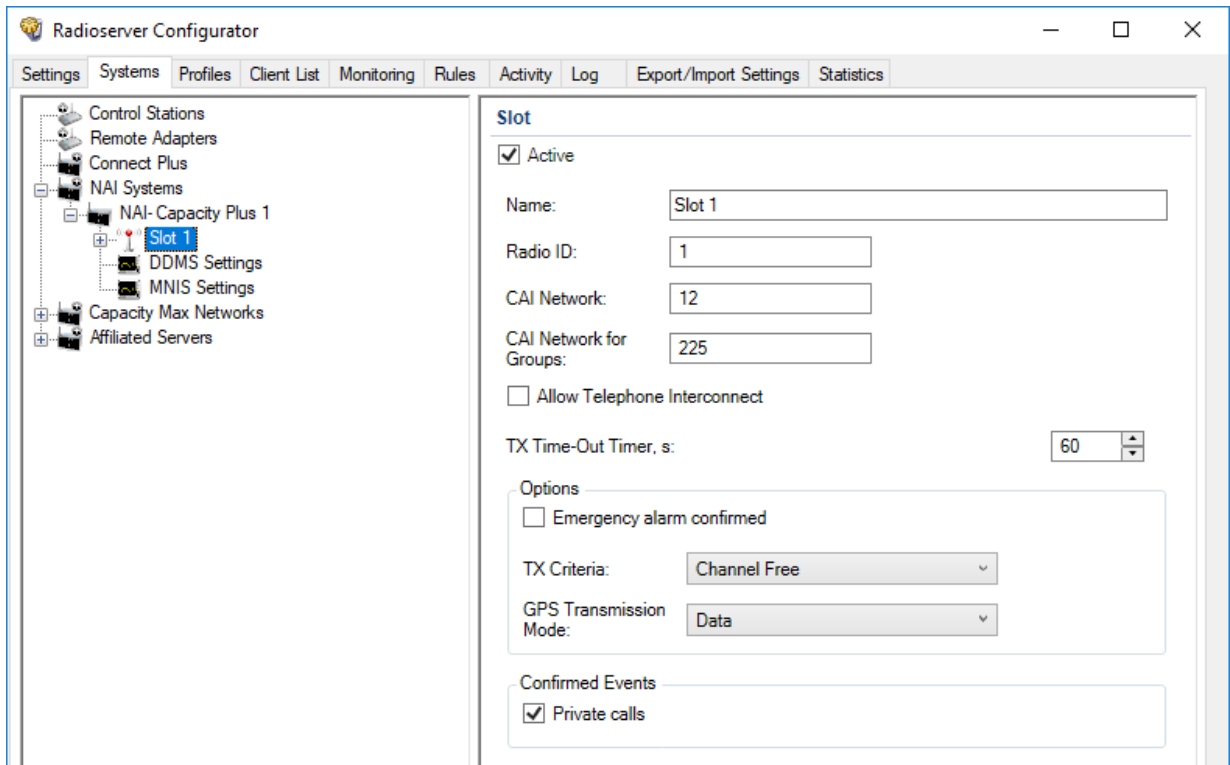 Radioserver Configurator
Settings Systems Profiles Client List Monitoring Rules Activity Log Export/Import Settings Statistics
Control Stations
Remote Adapters
Connect Plus
NAI Systems
NAI- Capacity Plus 1
Slot 1
DDMS Settings
MNIS Settings
Capacity Max Networks
Affiliated Servers
Slot
Active
Name: Slot 1
Radio ID: 1
CAI Network: 12
CAI Network for
Groups: 225
Allow Telephone Interconnect
TX Time-Out Timer, s: 60
Options
Emergency alarm confirmed
TX Criteria: Channel Free
GPS Transmission
Mode: Data
Confirmed Events
Private calls